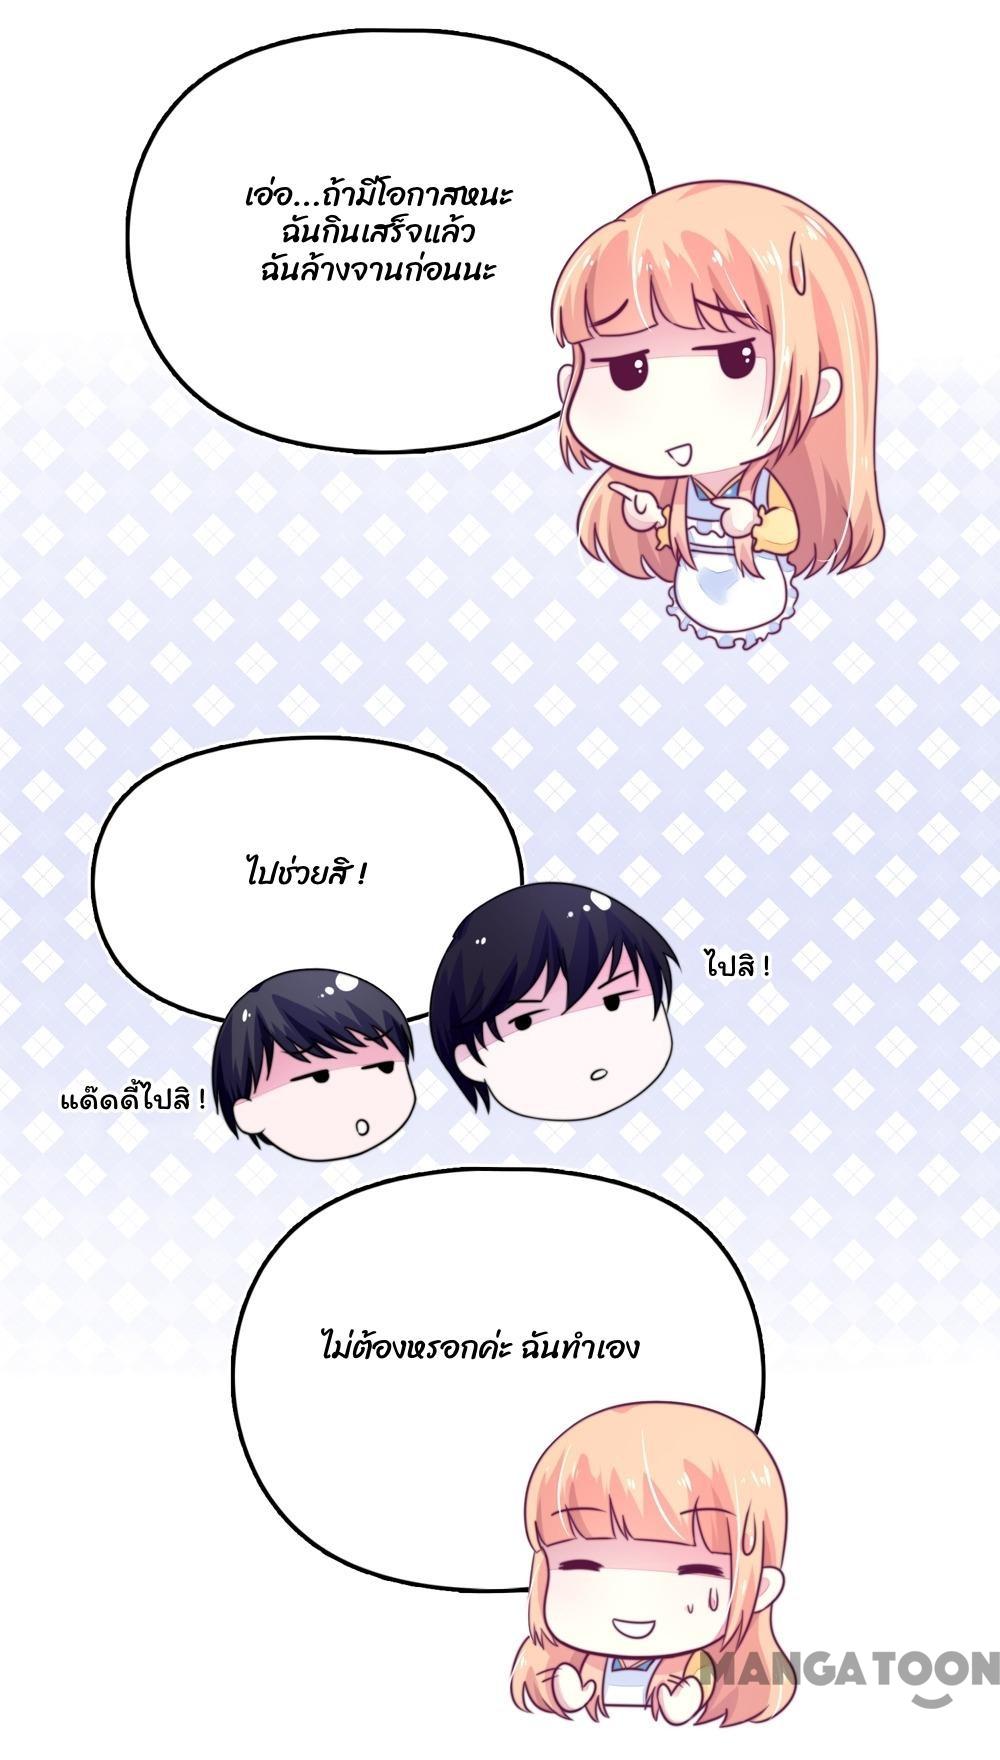 เอ่อ...ถ้ามีโอกาสหนะ
ฉันกินเสร็จแล้ว
ฉันล้างจานก่อนนะ
ไปช่วยสิ !
ไปสิ !
แด๊ดดี้ไปสิ !
ไม่ต้องหรอกค่ะ ฉันทำเอง
MANGATOON